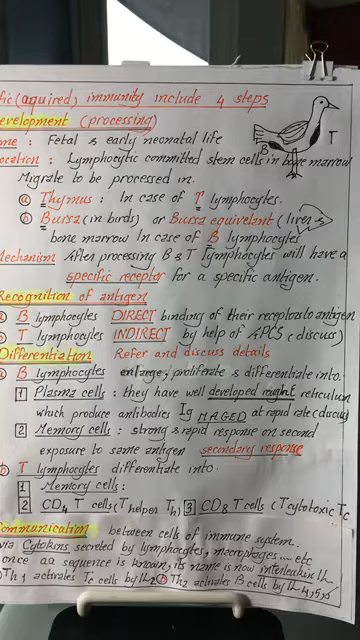 fic (aquired) immunity include 4 steps
evelopment (processing)
me : Fetal & early neonatal life
T
B
ocation : Lymphocytic committed stem cells in bone marrow
Migrate to be processed in.
ⓐ Thymus : In case of T lymphocytes.
ⓑ Bursa (in birds) or Bursa equivelant (liver &
bone marrow In case of B lymphocytes
Mechanism After processing B & T lymphocytes will have a
specific receptor for a specific antigen.
Recognition of antigen
ⓐ B lymphocytes DIRECT binding of their receptors to antigen
b T lymphocytes INDIRECT by help of APCS (discuss)
Differentiation Refer and discuss details
ⓐ B lymphocytes enlarge, proliferate & differentiate into:
1 Plasma cells : they have well developed rought reticulum
which produce antibodies Ig MAGED at rapid rate (discuss
2 Memory cells : strong & rapid response on second
exposure to same antigen secondary response
ⓑ T lymphocytes differentiate into:
1 Memory cells :
2 CD4 T cells (T helper Th) 3 CD8 T cells (T cytotoxic Tc
Communication between cells of immune system.
via Cytokins secreted by lymphocytes, macrophages.... etc
once aa sequence is known, its name is now interleukin IL
Th1 activates Tc cells by IL2 ⓑ Th2 activates B cells by IL4,5,